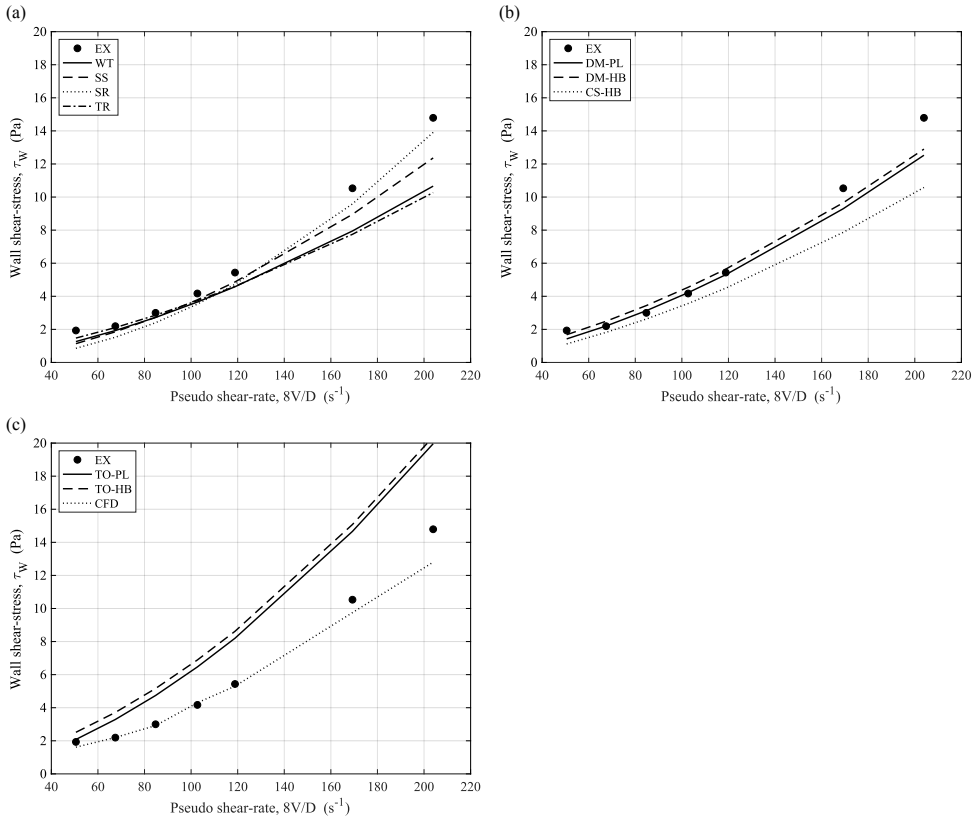 (a)
20
18
16
14
12
10
8
6
4
2
0
Wall shear-stress, τW (Pa)
EX
WT
SS
SR
TR
40 60 80 100 120 140 160 180 200 220
Pseudo shear-rate, 8V/D (s-1)
(b)
20
18
16
14
12
10
8
6
4
2
0
Wall shear-stress, τW (Pa)
EX
DM-PL
DM-HB
CS-HB
40 60 80 100 120 140 160 180 200 220
Pseudo shear-rate, 8V/D (s-1)
(c)
20
18
16
14
12
10
8
6
4
2
0
Wall shear-stress, τW (Pa)
EX
TO-PL
TO-HB
CFD
40 60 80 100 120 140 160 180 200 220
Pseudo shear-rate, 8V/D (s-1)